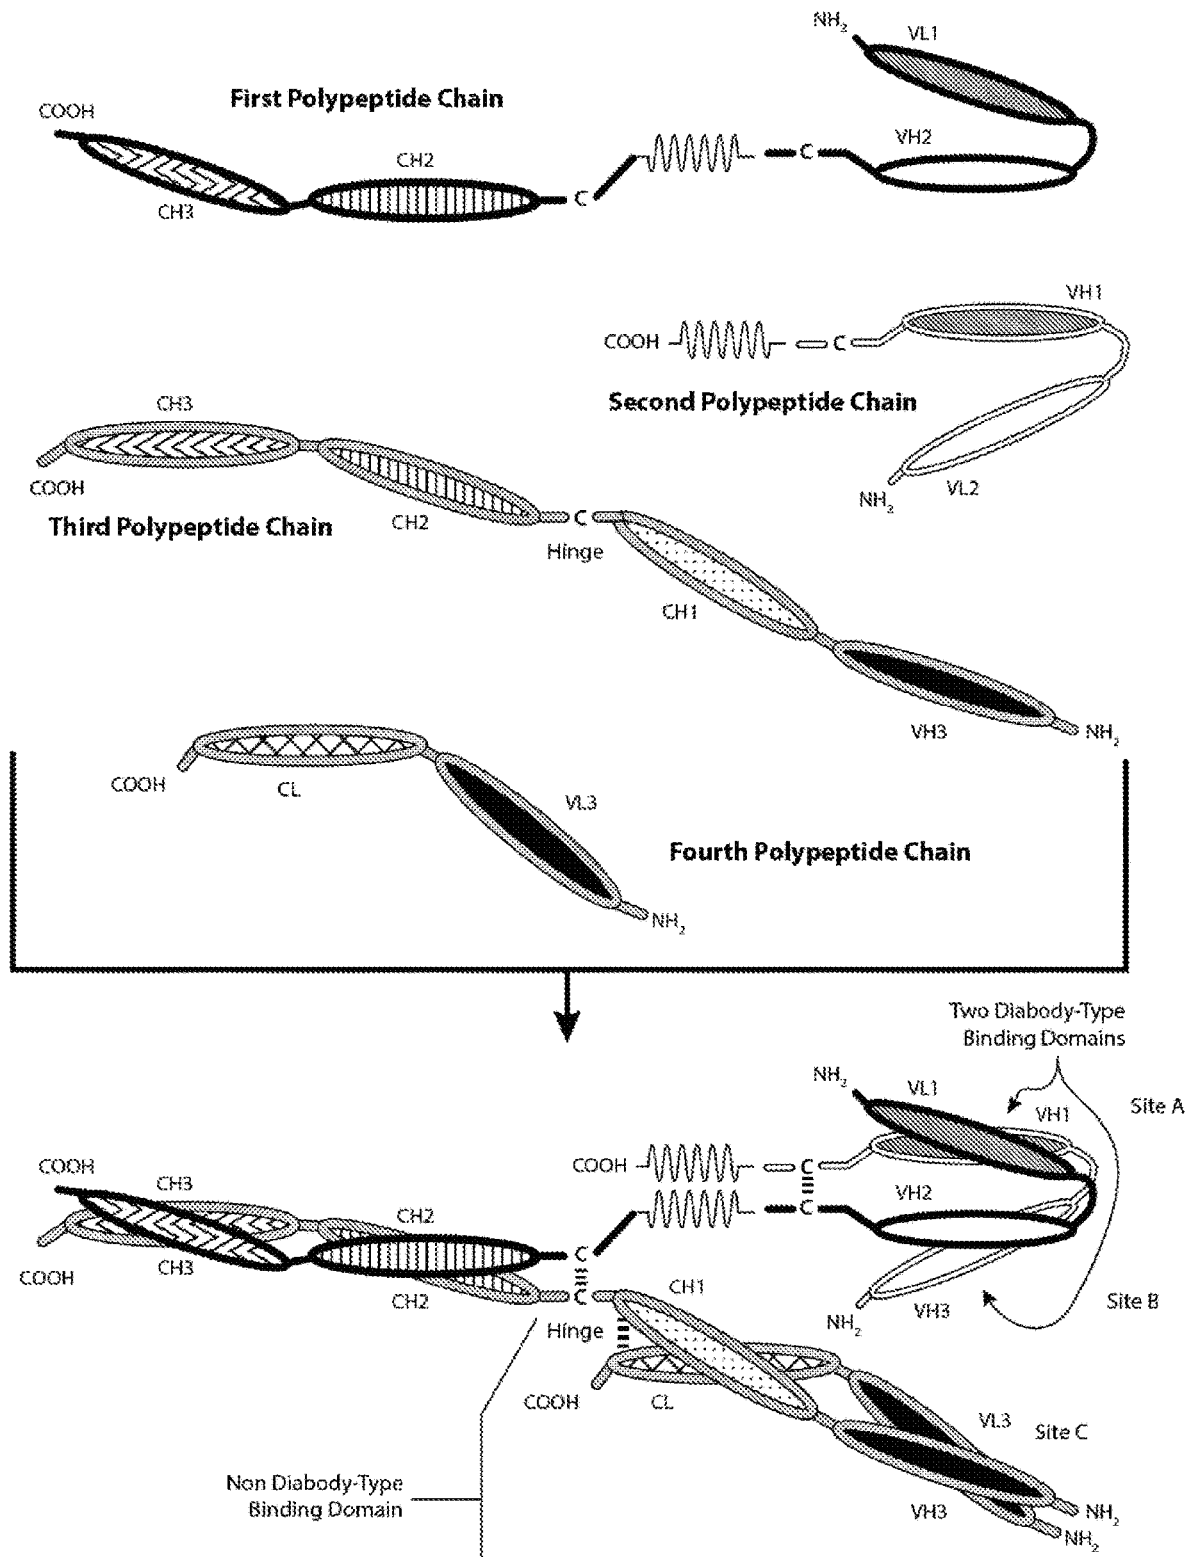 NH2
VL1
First Polypeptide Chain
COOH
CH2
VH2
C
C
CH3
VH1
COOH
C
Second Polypeptide Chain
CH3
COOH
NH2
VL2
Third Polypeptide Chain
CH2
C
Hinge
CH1
VH3
NH2
COOH
CL
VL3
Fourth Polypeptide Chain
NH2
Two Diabody-Type
Binding Domains
NH2
VL1
VH1
Site A
COOH
CH3
COOH
C
C
VH2
CH2
C
CH3
COOH
CH2
C
CH1
NH2
VH3
Site B
Hinge
COOH
CL
VL3
Site C
Non Diabody-Type
Binding Domain
VH3
NH2
NH2